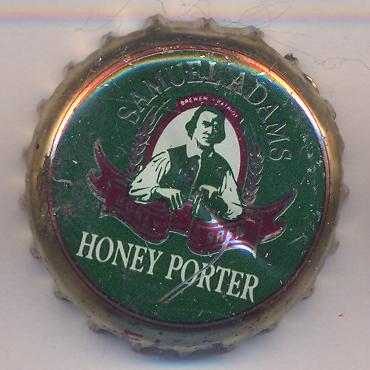 SAMUEL ADAMS
BREWER PATRIOT
HONEY PORTER